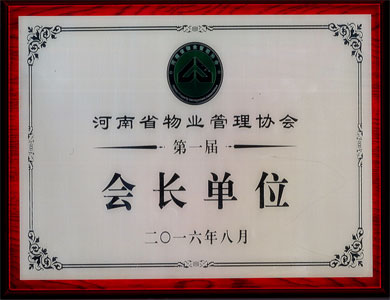 河南省物业管理协会
第一届
会长单位
二〇一六年八月